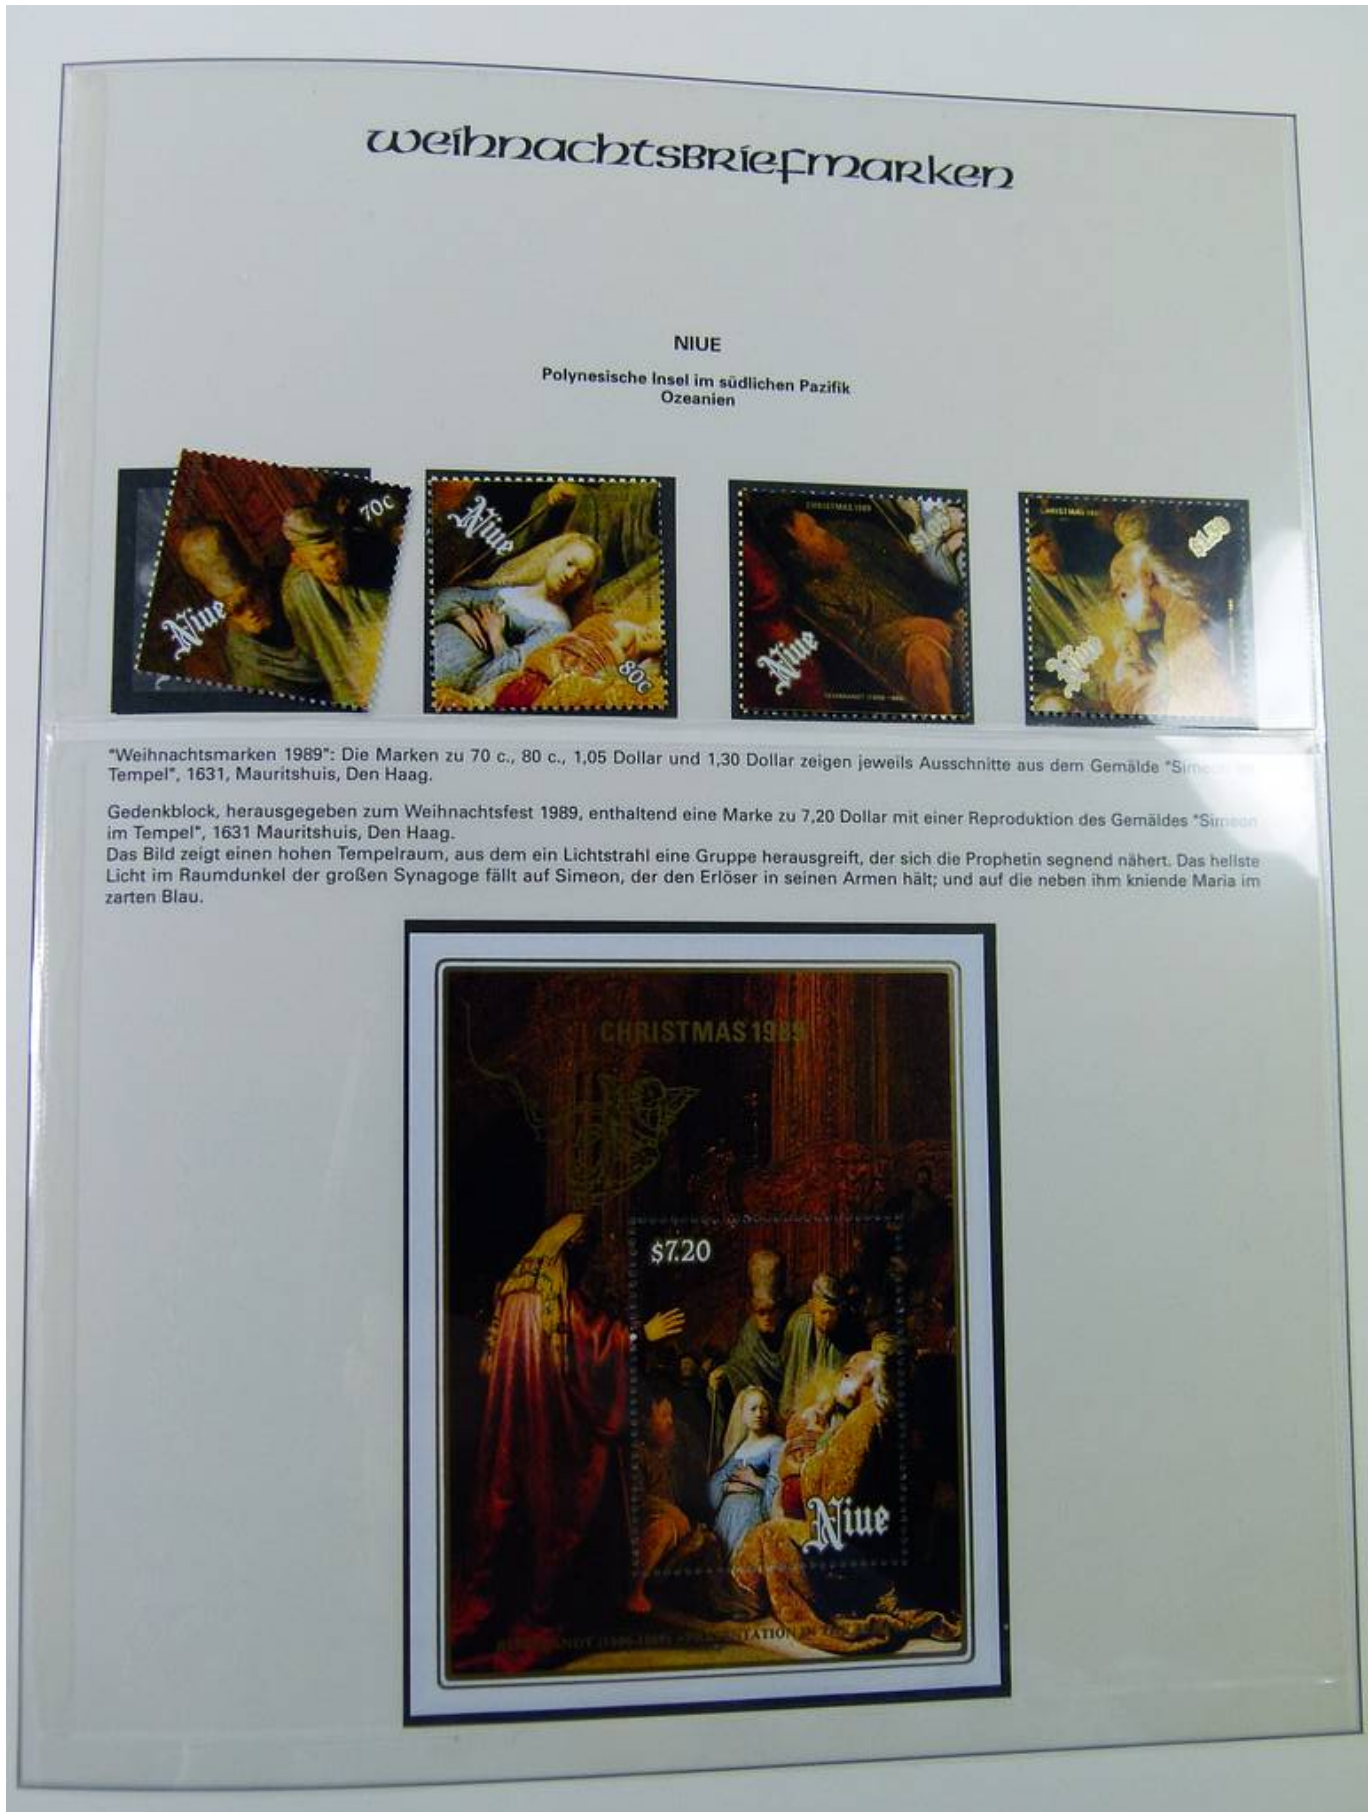 weihnachtsbriefmarken
NIUE
Polynesische Insel im südlichen Pazifik
Ozeanien
70c
Niue
Niue
80c
CHRISTMAS 1989
Niue
REMBRANDT
CHRISTMAS
Niue
"Weihnachtsmarken 1989": Die Marken zu 70 c., 80 c., 1,05 Dollar und 1,30 Dollar zeigen jeweils Ausschnitte aus dem Gemälde "Simeon im
Tempel", 1631, Mauritshuis, Den Haag.
Gedenkblock, herausgegeben zum Weihnachtsfest 1989, enthaltend eine Marke zu 7,20 Dollar mit einer Reproduktion des Gemäldes "Simeon
im Tempel", 1631 Mauritshuis, Den Haag.
Das Bild zeigt einen hohen Tempelraum, aus dem ein Lichtstrahl eine Gruppe herausgreift, der sich die Prophetin segnend nähert. Das hellste
Licht im Raumdunkel der großen Synagoge fällt auf Simeon, der den Erlöser in seinen Armen hält; und auf die neben ihm kniende Maria im
zarten Blau.
CHRISTMAS 1989
$7.20
Niue
REMBRANDT PRESENTATION IN